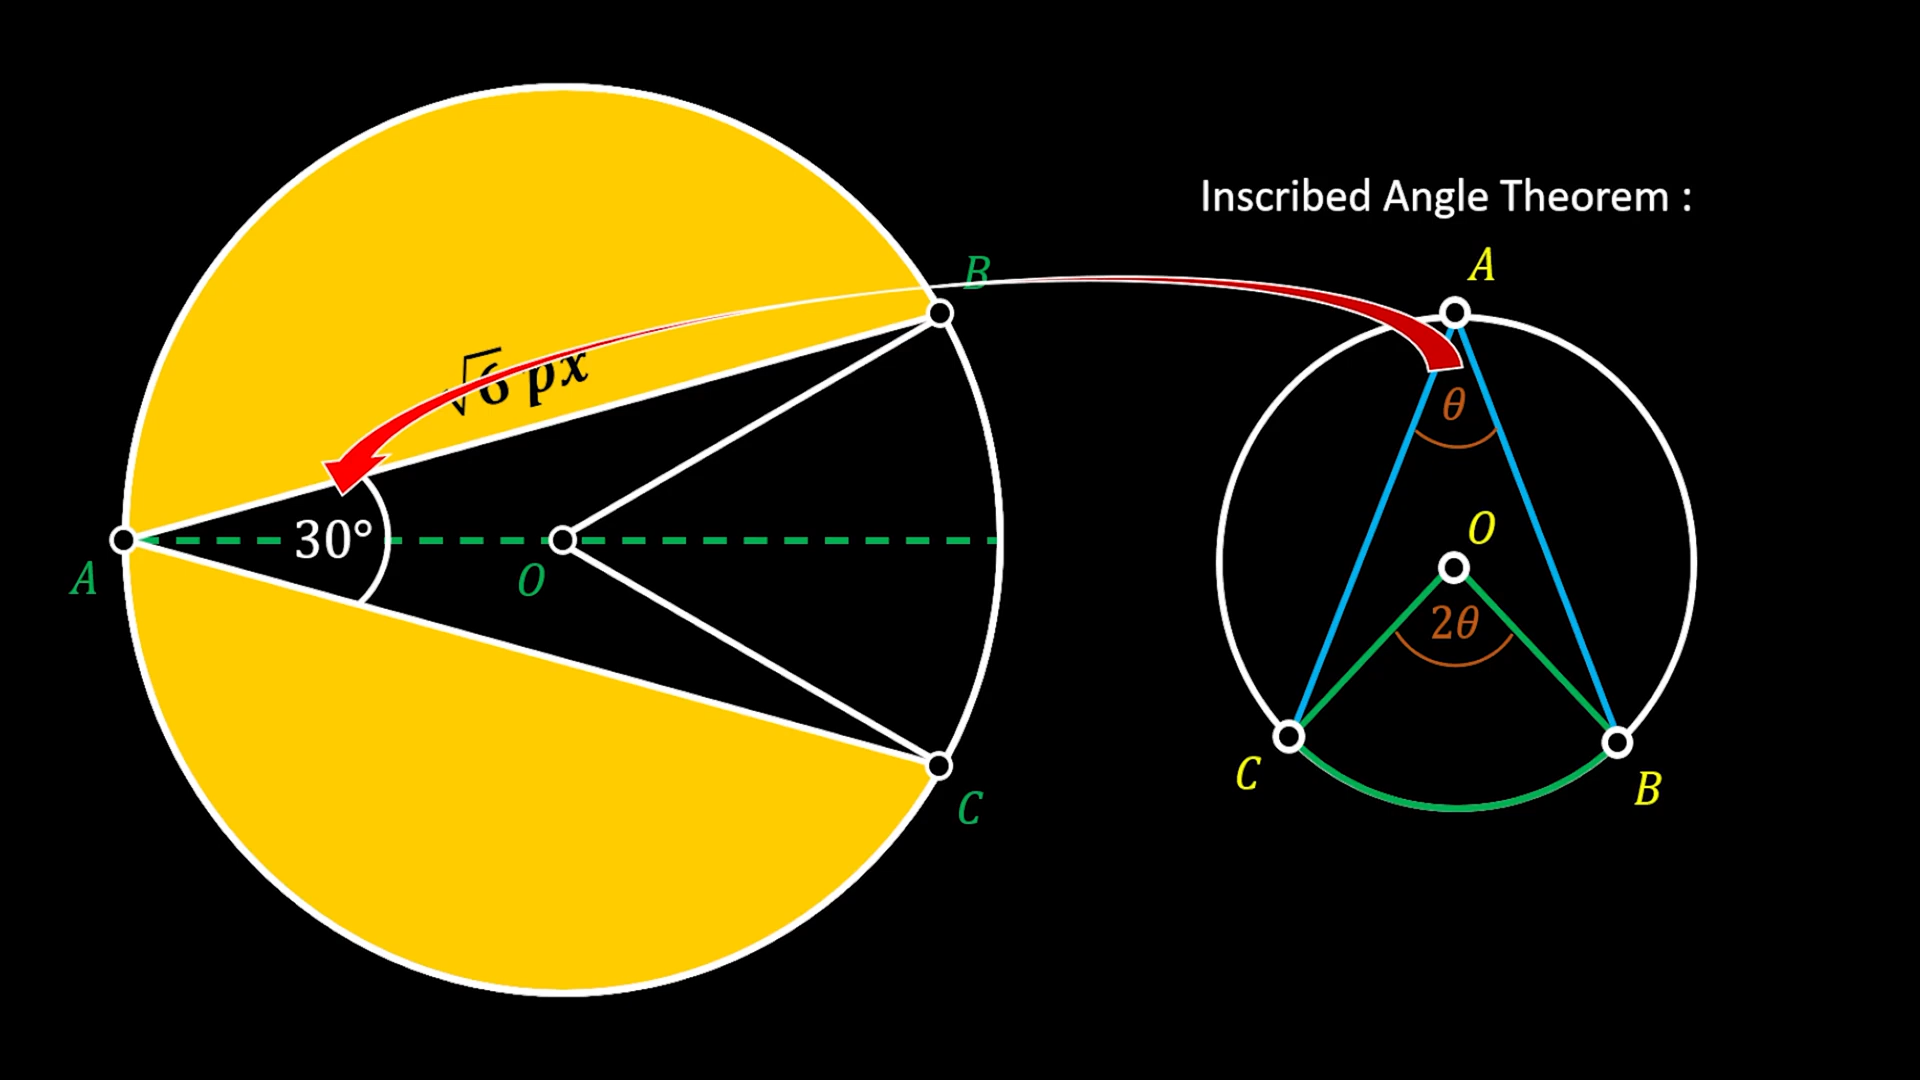 Inscribed Angle Theorem :
B
√6 px
30°
A
O
C
A
θ
O
2θ
C
B